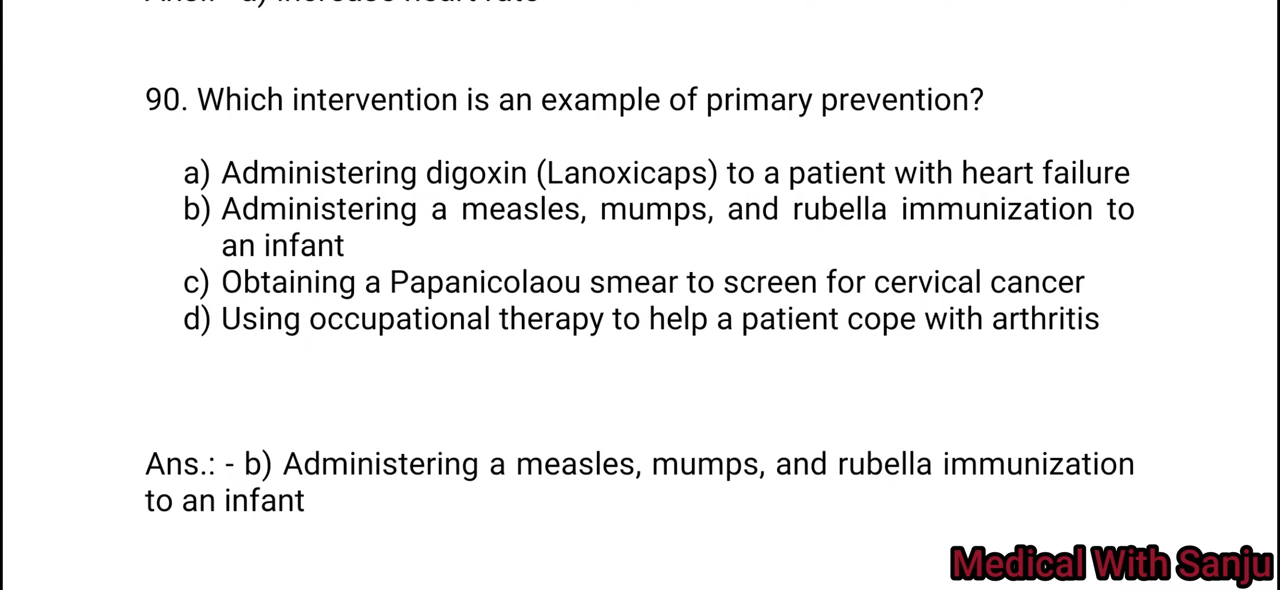 90. Which intervention is an example of primary prevention?
a) Administering digoxin (Lanoxicaps) to a patient with heart failure
b) Administering a measles, mumps, and rubella immunization to
an infant
c) Obtaining a Papanicolaou smear to screen for cervical cancer
d) Using occupational therapy to help a patient cope with arthritis
Ans.: - b) Administering a measles, mumps, and rubella immunization
to an infant
Medical With Sanju